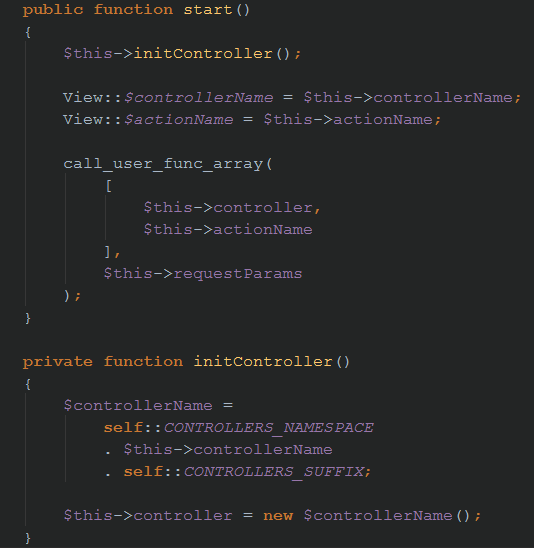 public function start()
{
$this->initController();
View::$controllerName = $this->controllerName;
View::$actionName = $this->actionName;
call_user_func_array(
[
$this->controller,
$this->actionName
],
$this->requestParams
);
}
private function initController()
{
$controllerName =
self::CONTROLLERS_NAMESPACE
. $this->controllerName
. self::CONTROLLERS_SUFFIX;
$this->controller = new $controllerName();
}